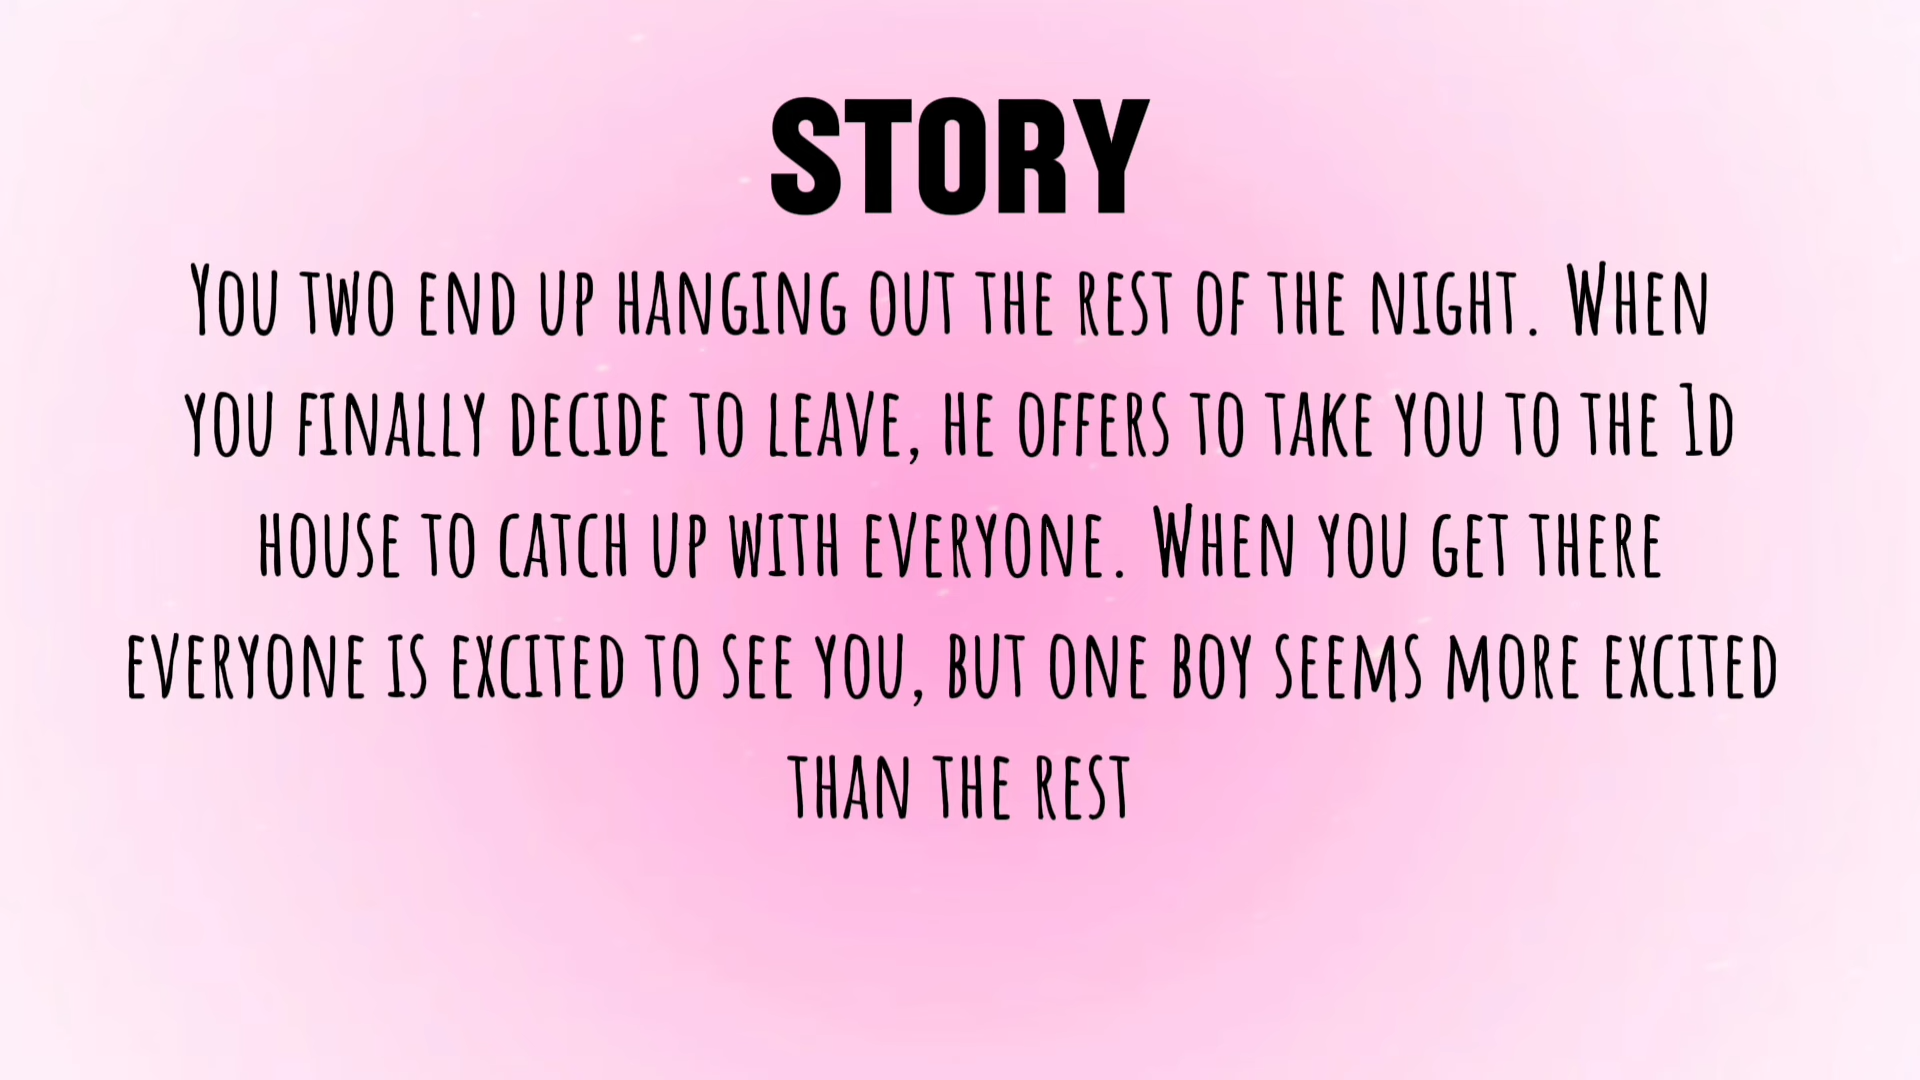 STORY
You two end up hanging out the rest of the night. When
you finally decide to leave, he offers to take you to the 1d
house to catch up with everyone. When you get there
everyone is excited to see you, but one boy seems more excited
than the rest